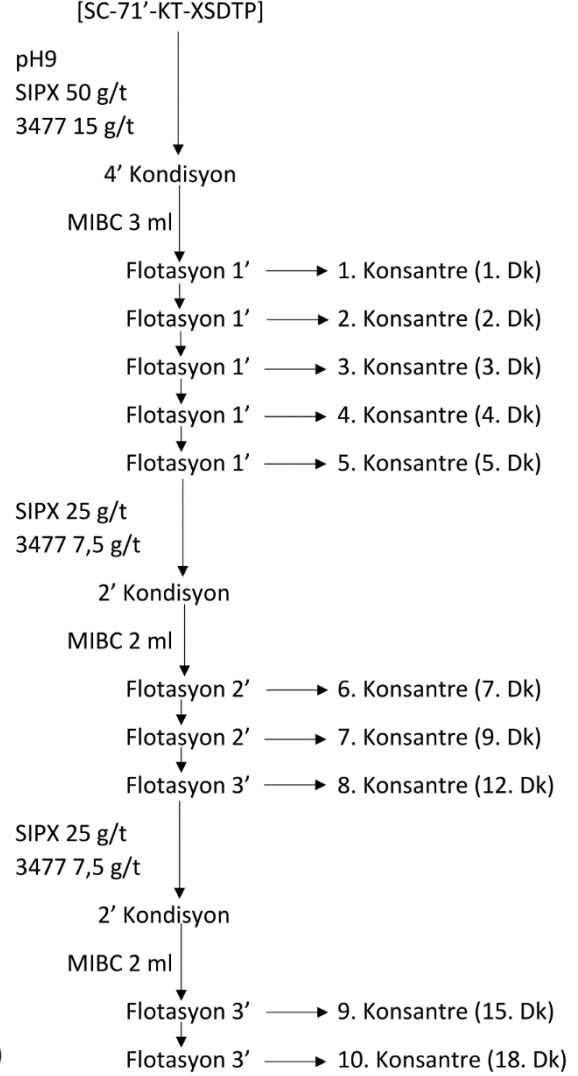 [SC-71’-KT-XSDTP]
pH9
SIPX 50 g/t
3477 15 g/t
4’ Kondisyon
MIBC 3 ml
Flotasyon 1’ 1. Konsantre (1. Dk)
Flotasyon 1’ 2. Konsantre (2. Dk)
Flotasyon 1’ 3. Konsantre (3. Dk)
Flotasyon 1’ 4. Konsantre (4. Dk)
Flotasyon 1’ 5. Konsantre (5. Dk)
SIPX 25 g/t
3477 7,5 g/t
2’ Kondisyon
MIBC 2 ml
Flotasyon 2’ 6. Konsantre (7. Dk)
Flotasyon 2’ 7. Konsantre (9. Dk)
Flotasyon 3’ 8. Konsantre (12. Dk)
SIPX 25 g/t
3477 7,5 g/t
2’ Kondisyon
MIBC 2 ml
Flotasyon 3’ 9. Konsantre (15. Dk)
) Flotasyon 3’ 10. Konsantre (18. Dk)